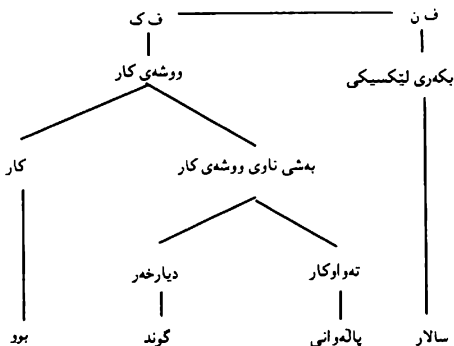 ف ن ف ک
بکەری لێکسیکی ووشەی کار
بەشی ناوی ووشەی کار کار
تەواوکار دیارخەر
سالار پاڵەوانی گوند بوو